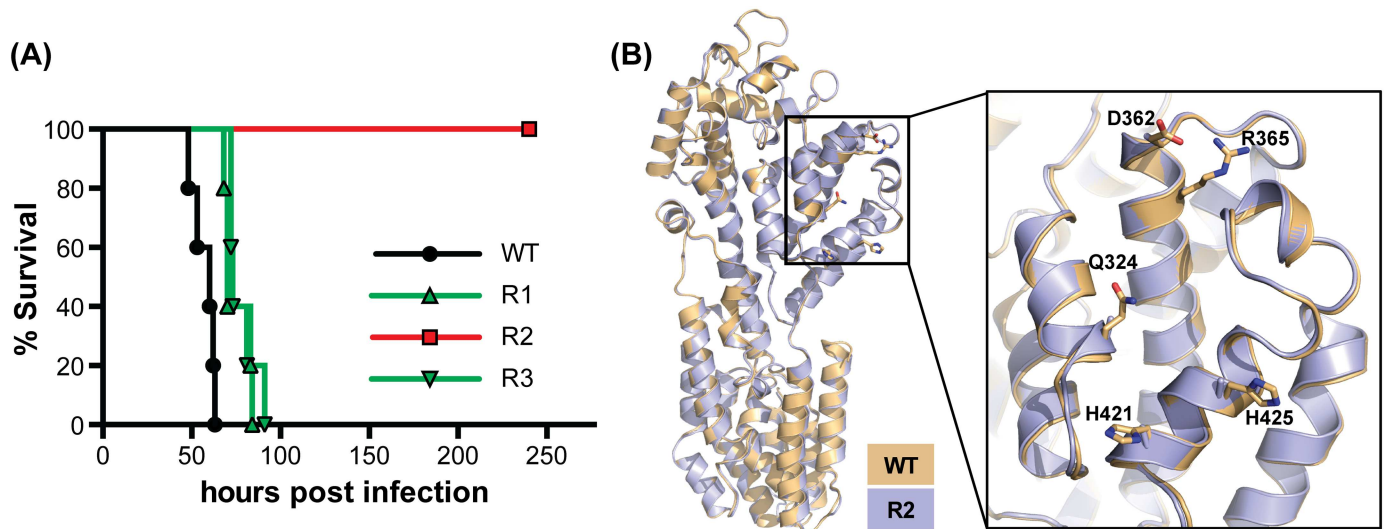 (A)
% Survival
100
80
60
40
20
0
0 50 100 150 200 250
hours post infection
WT
R1
R2
R3
(B)
WT
R2
D362
R365
Q324
H421
H425